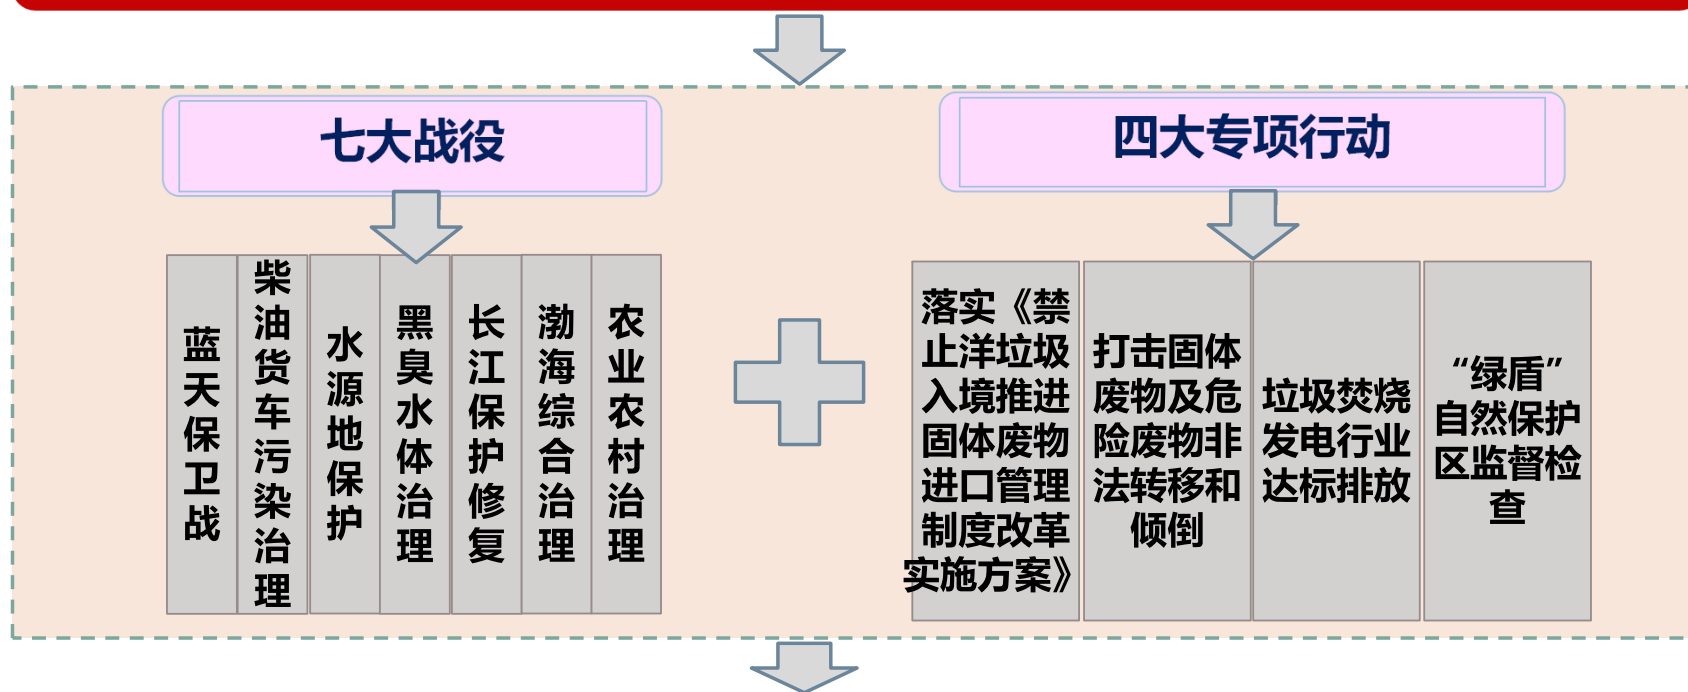 七大战役
四大专项行动
蓝天保卫战
柴油货车污染治理
水源地保护
黑臭水体治理
长江保护修复
渤海综合治理
农业农村治理
落实《禁
止洋垃圾
入境推进
固体废物
进口管理
制度改革
实施方案》
打击固体
废物及危
险废物非
法转移和
倾倒
垃圾焚烧
发电行业
达标排放
“绿盾”
自然保护
区监督检
查